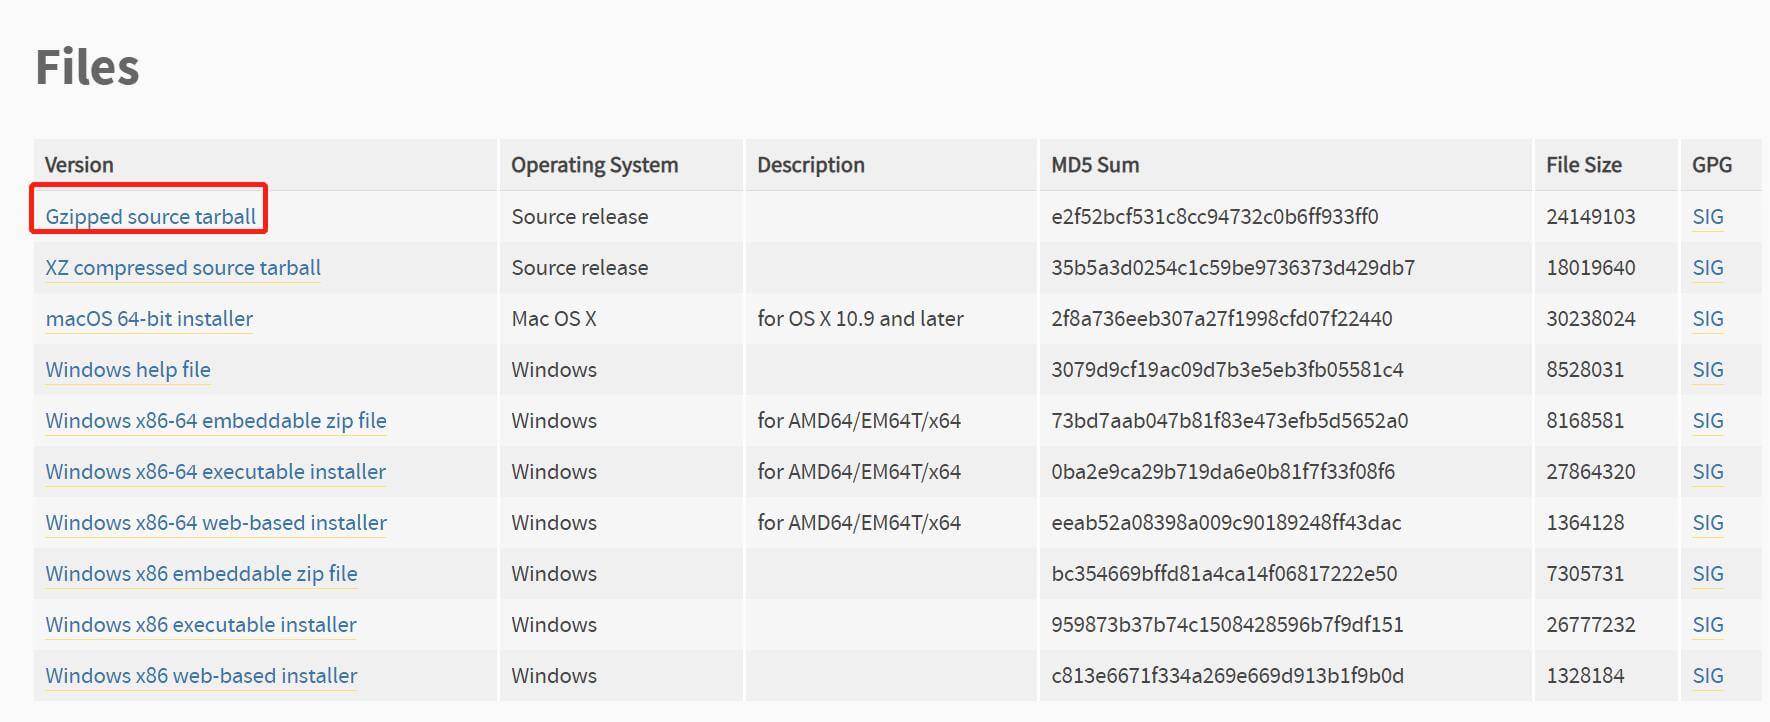 Files
Version Operating System Description MD5 Sum File Size GPG
Gzipped source tarball Source release e2f52bcf531c8cc94732c0b6ff933ff0 24149103 SIG
XZ compressed source tarball Source release 35b5a3d0254c1c59be9736373d429db7 18019640 SIG
macOS 64-bit installer Mac OS X for OS X 10.9 and later 2f8a736eeb307a27f1998cfd07f22440 30238024 SIG
Windows help file Windows 3079d9cf19ac09d7b3e5eb3fb05581c4 8528031 SIG
Windows x86-64 embeddable zip file Windows for AMD64/EM64T/x64 73bd7aab047b81f83e473efb5d5652a0 8168581 SIG
Windows x86-64 executable installer Windows for AMD64/EM64T/x64 0ba2e9ca29b719da6e0b81f7f33f08f6 27864320 SIG
Windows x86-64 web-based installer Windows for AMD64/EM64T/x64 eeab52a08398a009c90189248ff43dac 1364128 SIG
Windows x86 embeddable zip file Windows bc354669bffd81a4ca14f06817222e50 7305731 SIG
Windows x86 executable installer Windows 959873b37b74c1508428596b7f9df151 26777232 SIG
Windows x86 web-based installer Windows c813e6671f334a269e669d913b1f9b0d 1328184 SIG